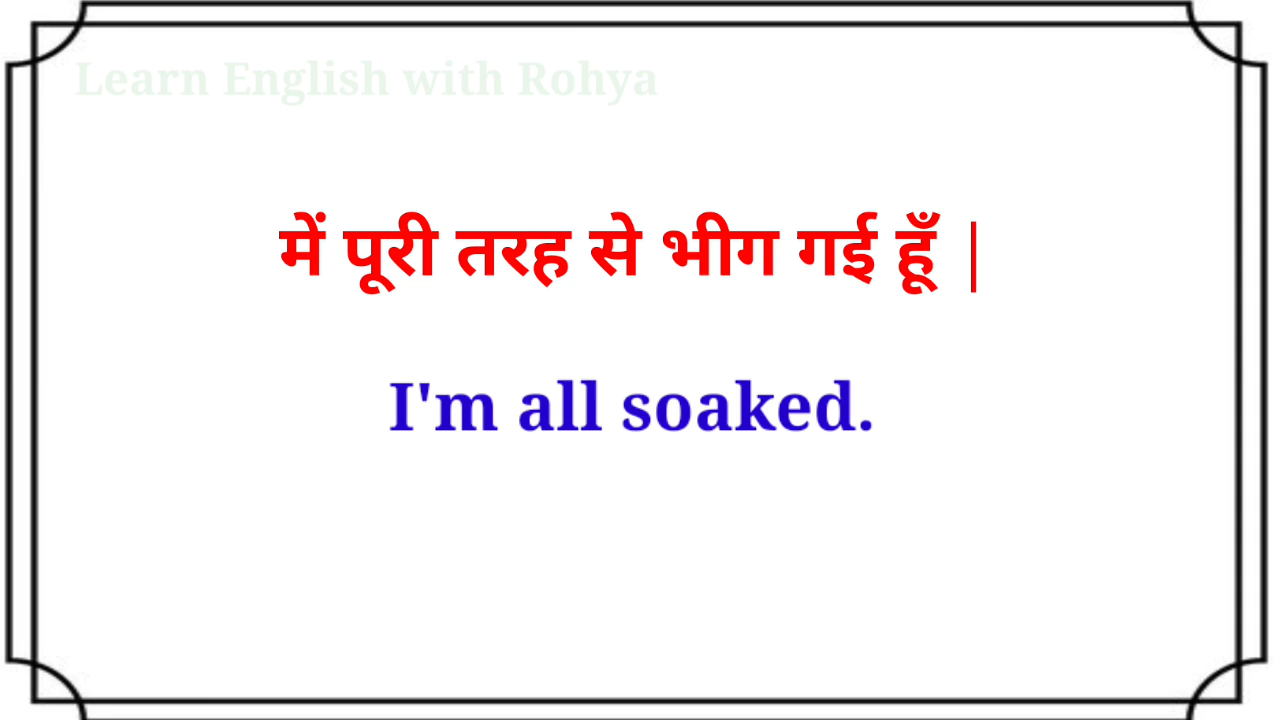 Learn English with Rohya
में पूरी तरह से भीग गई हूँ |
I'm all soaked.